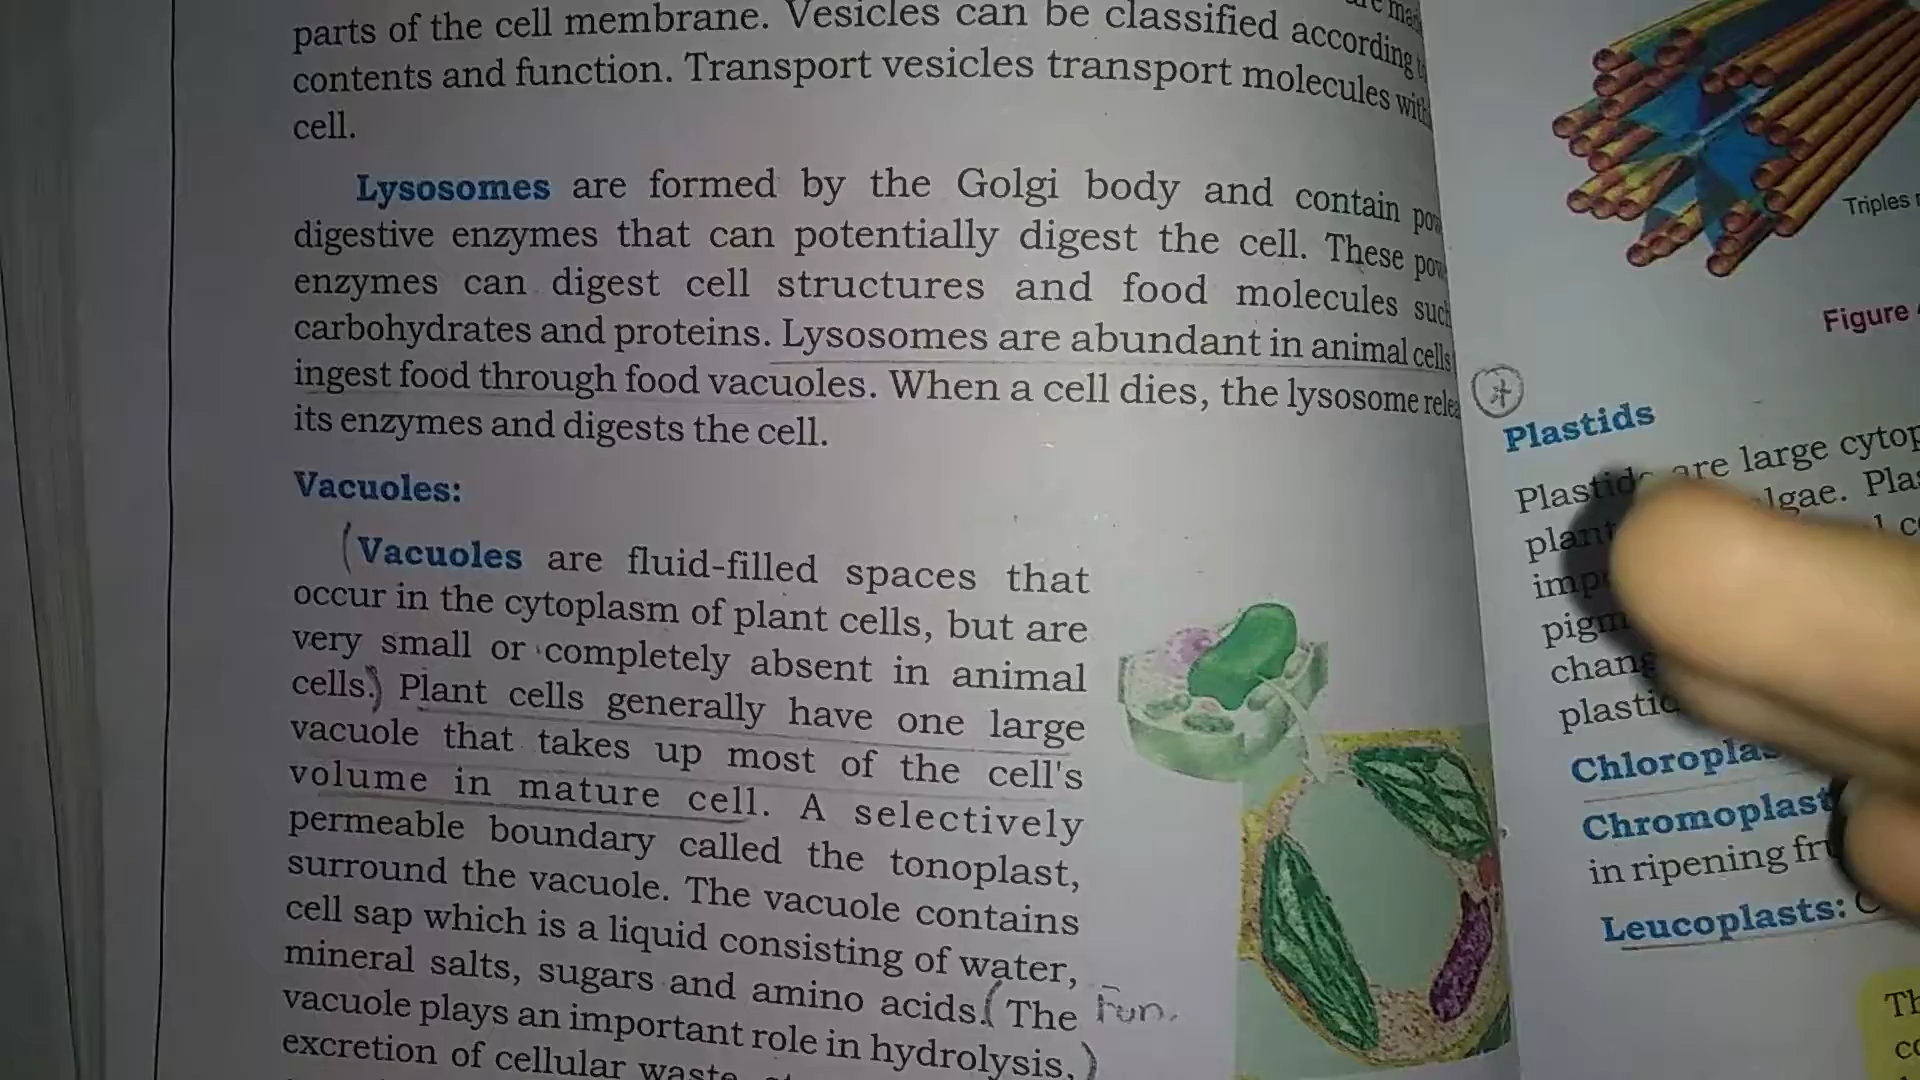 parts of the cell membrane. Vesicles can be classified according
contents and function. Transport vesicles transport molecules
cell.
Lysosomes are formed by the Golgi body and contain
digestive enzymes that can potentially digest the cell. These
enzymes can digest cell structures and food molecules such
carbohydrates and proteins. Lysosomes are abundant in animal cells
ingest food through food vacuoles. When a cell dies, the lysosome
its enzymes and digests the cell.
Vacuoles:
(Vacuoles are fluid-filled spaces that
occur in the cytoplasm of plant cells, but are
very small or completely absent in animal
cells.) Plant cells generally have one large
vacuole that takes up most of the cell's
volume in mature cell. A selectively
permeable boundary called the tonoplast,
surround the vacuole. The vacuole contains
cell sap which is a liquid consisting of water,
mineral salts, sugars and amino acids. (The Fun.
vacuole plays an important role in hydrolysis,)
excretion of cellular waste,
Triples
Figure
Plastids
Plastids are large
algae.
Chloroplas
Chromoplast
in ripening
Leucoplasts: